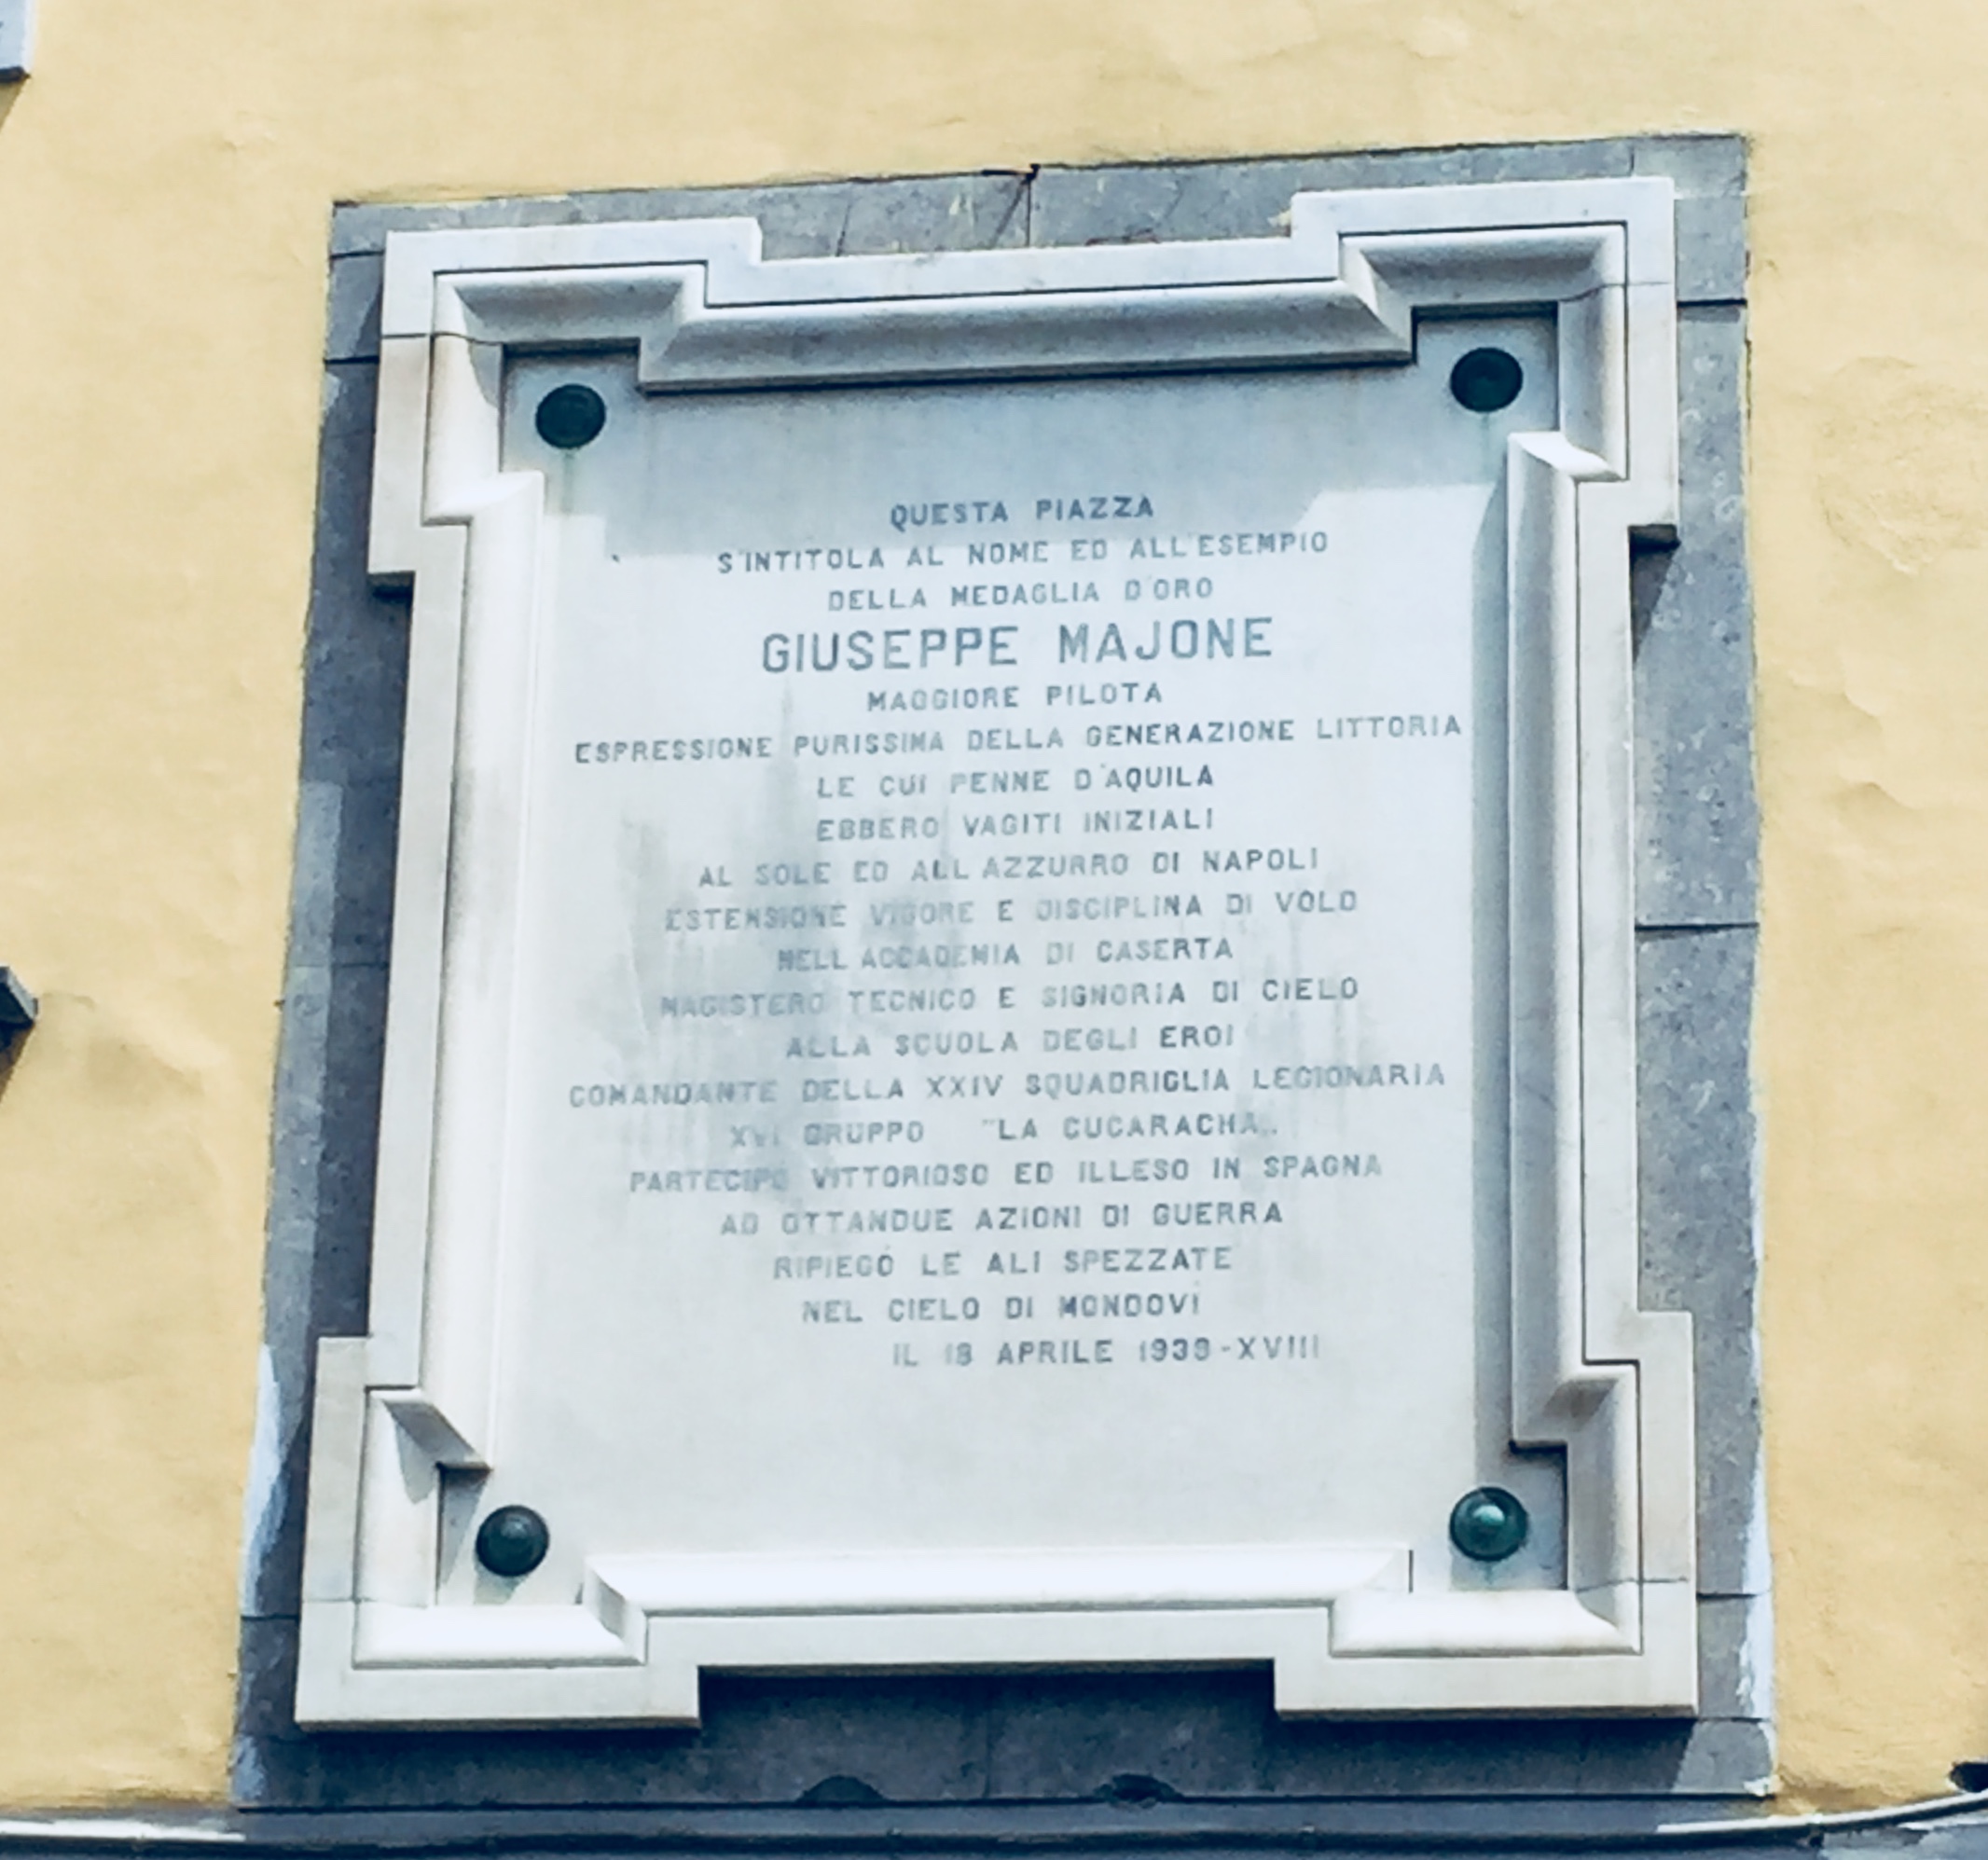 QUESTA PIAZZA
S'INTITOLA AL NOME ED ALL'ESEMPIO
DELLA MEDAGLIA D'ORO
GIUSEPPE MAJONE
MAGGIORE PILOTA
ESPRESSIONE PURISSIMA DELLA GENERAZIONE LITTORIA
LE CUI PENNE D'AQUILA
EBBERO VAGITI INIZIALI
AL SOLE ED ALL'AZZURRO DI NAPOLI
ESTENSIONE VIGORE E DISCIPLINA DI VOLO
NELL'ACCADEMIA DI CASERTA
MAGISTERO TECNICO E SIGNORIA DI CIELO
ALLA SCUOLA DEGLI EROI
COMANDANTE DELLA XXIV SQUADRIGLIA LEGIONARIA
XVI GRUPPO "LA CUCARACHA„
PARTECIPÒ VITTORIOSO ED ILLESO IN SPAGNA
AD OTTANDUE AZIONI DI GUERRA
RIPIEGÒ LE ALI SPEZZATE
NEL CIELO DI MONDOVÌ
IL 18 APRILE 1939-XVIII